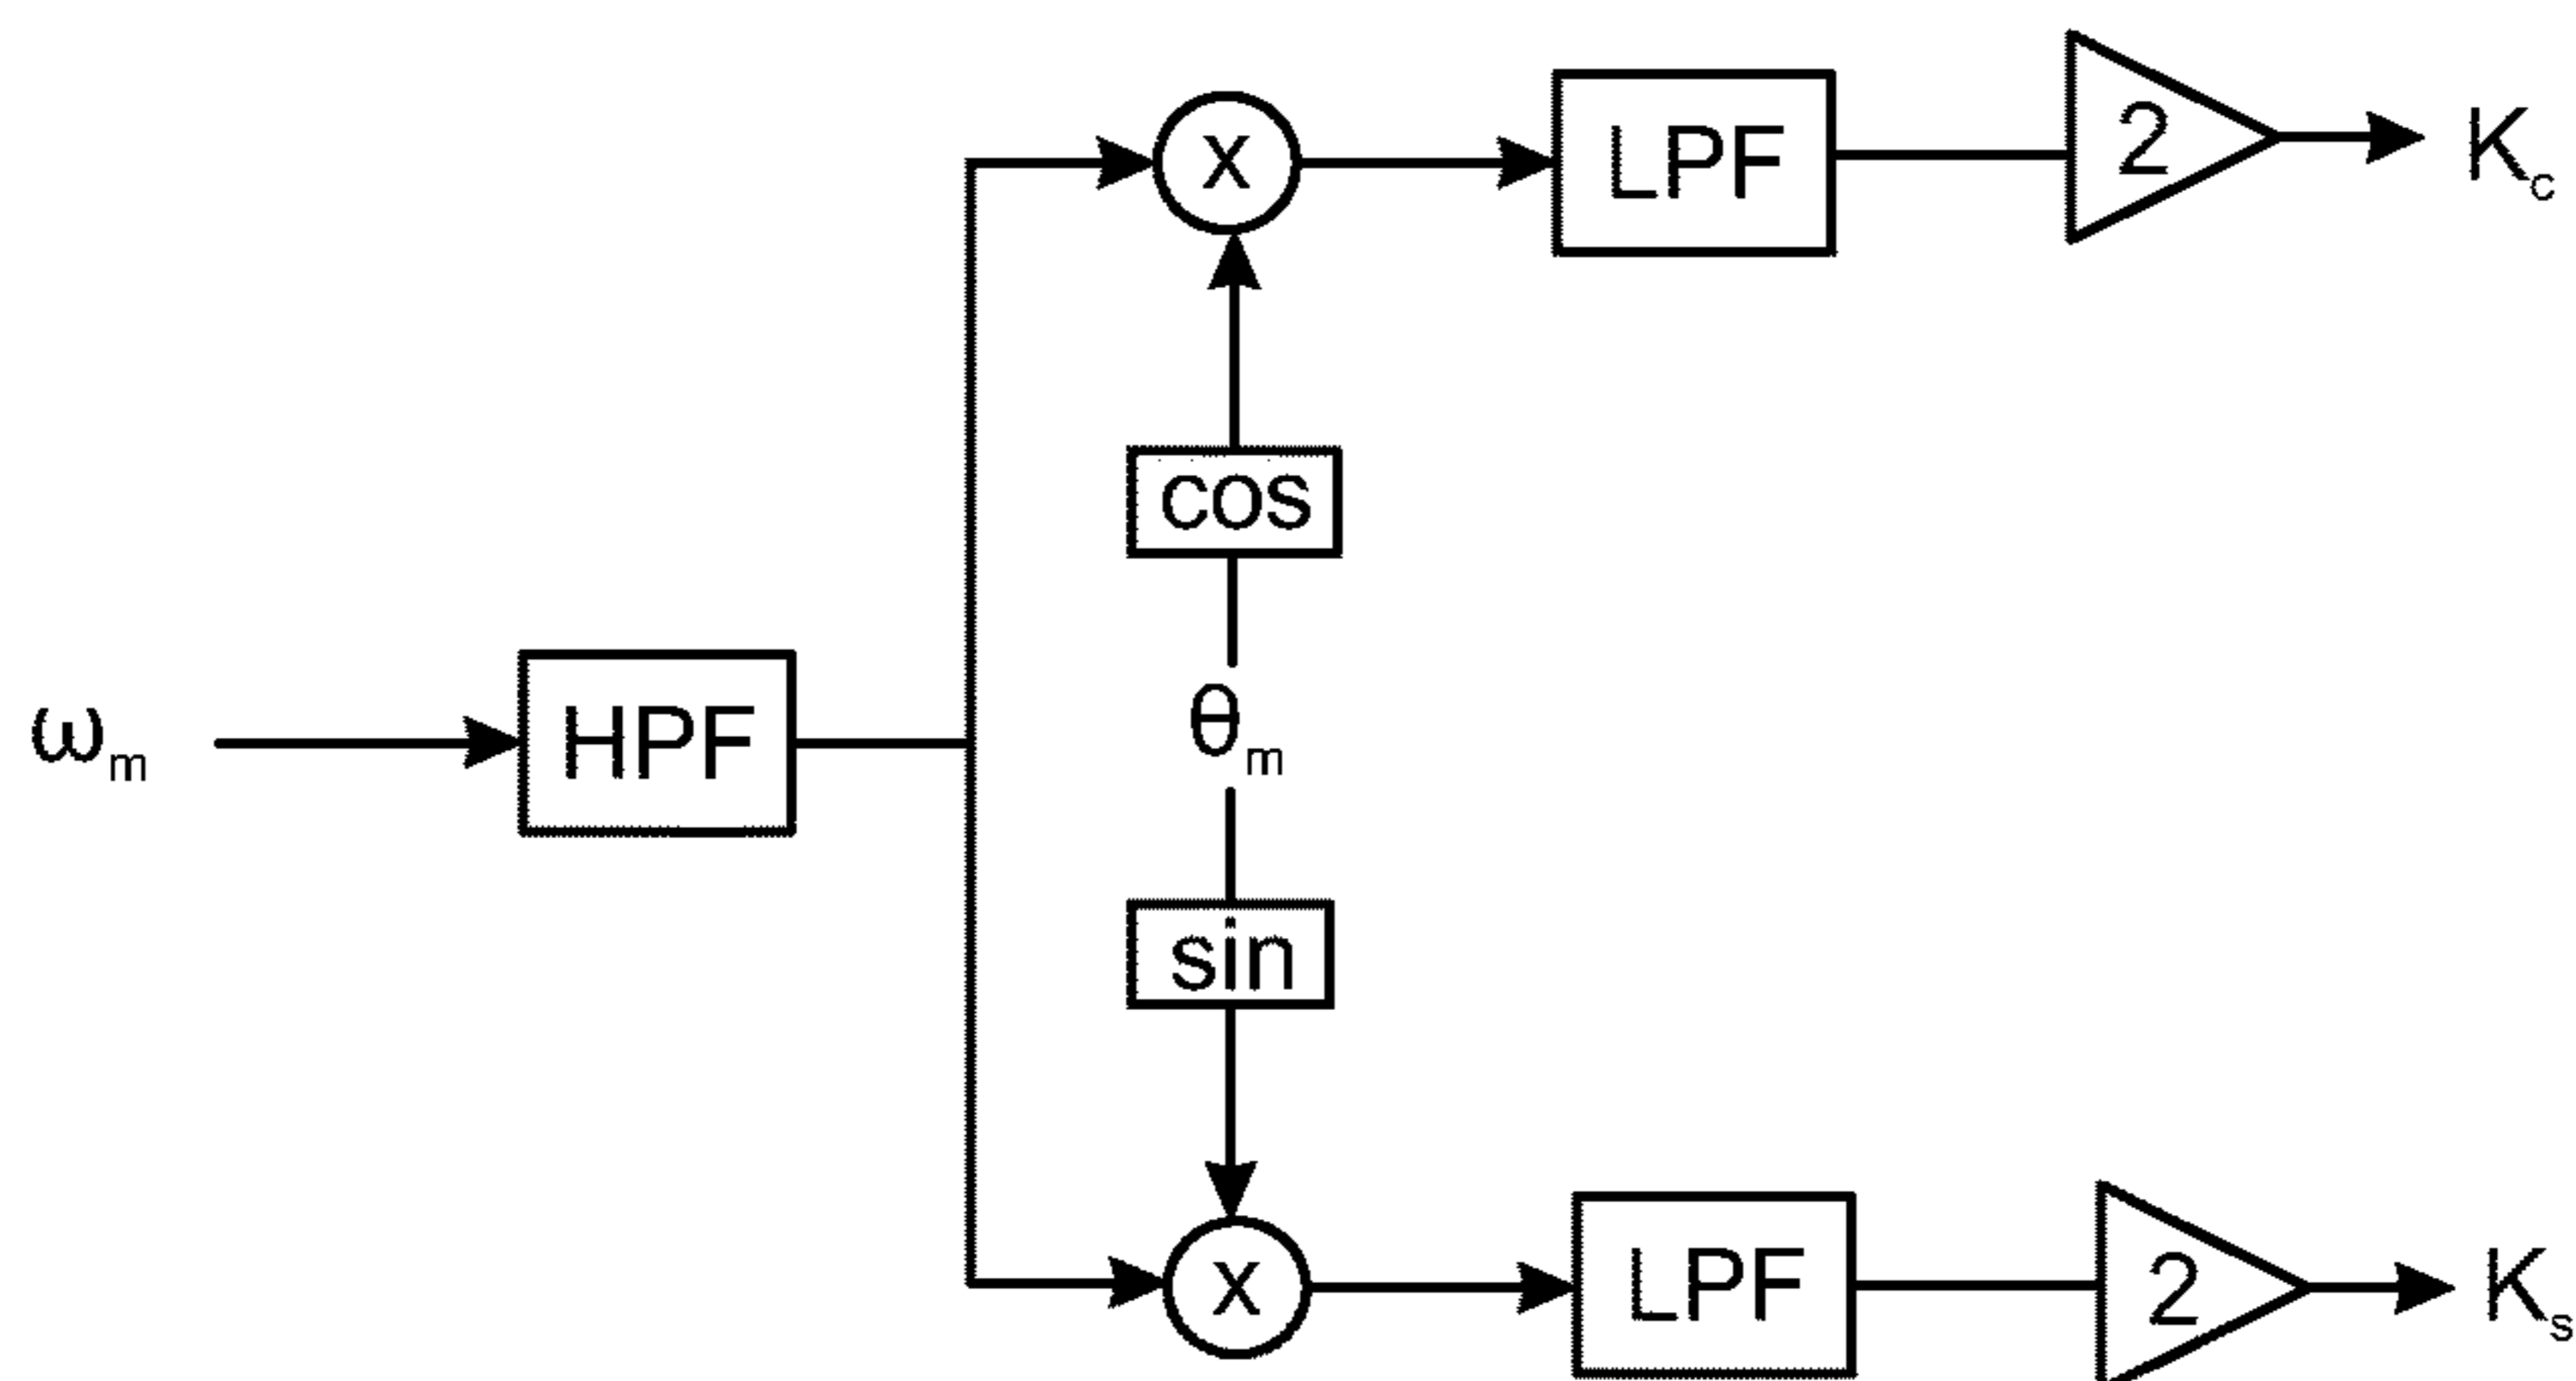 x LPF 2 K_c
cos
ω_m HPF θ_m
sin
x LPF 2 K_s